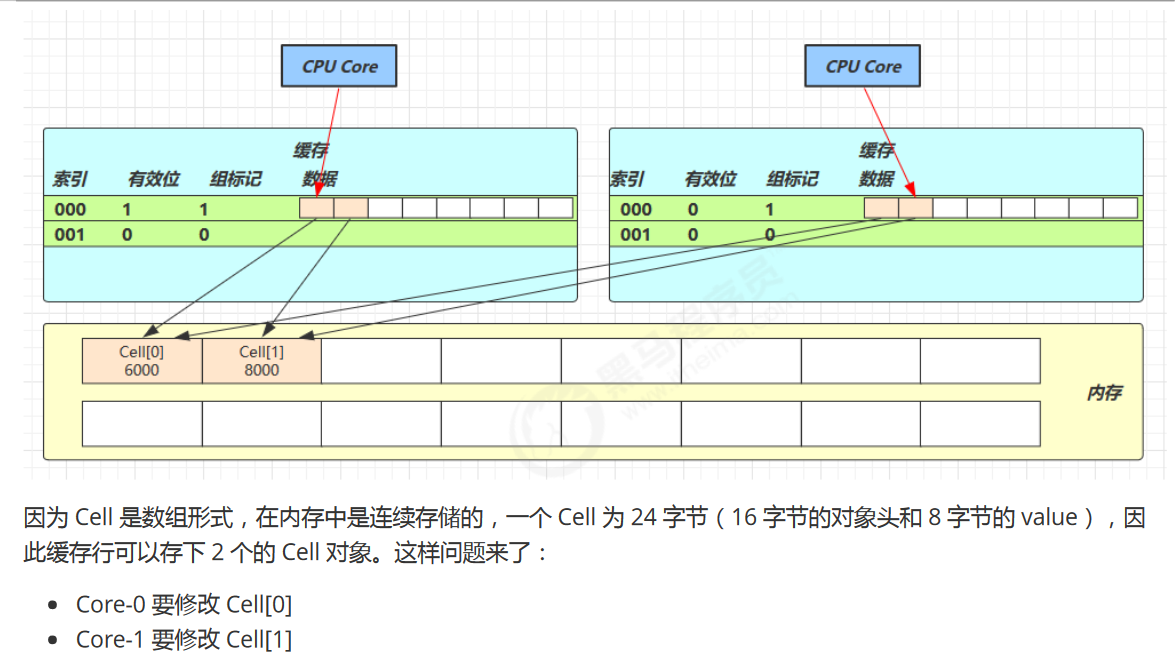 CPU Core CPU Core
缓存 缓存
索引 有效位 组标记 数据 索引 有效位 组标记 数据
000 1 1 000 0 1
001 0 0 001 0 0
Cell[0] Cell[1]
6000 8000
内存
黑马程序员
www.itheima.com
因为 Cell 是数组形式，在内存中是连续存储的，一个 Cell 为 24 字节（16 字节的对象头和 8 字节的 value），因
此缓存行可以存下 2 个的 Cell 对象。这样问题来了：
• Core-0 要修改 Cell[0]
• Core-1 要修改 Cell[1]